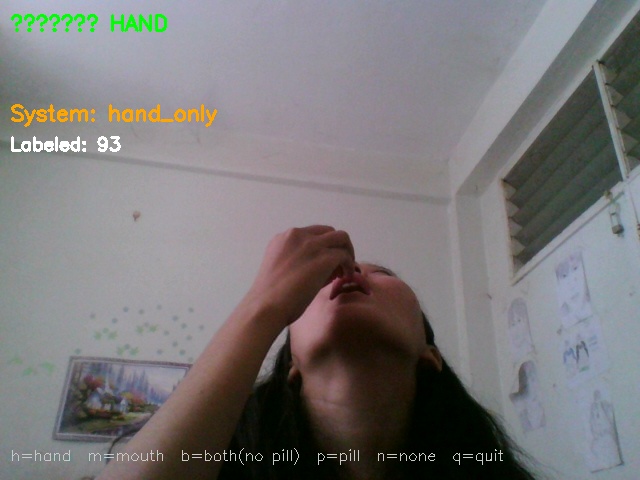 ??????? HAND
System: hand_only
Labeled: 93
h=hand m=mouth b=both(no pill) p=pill n=none q=quit